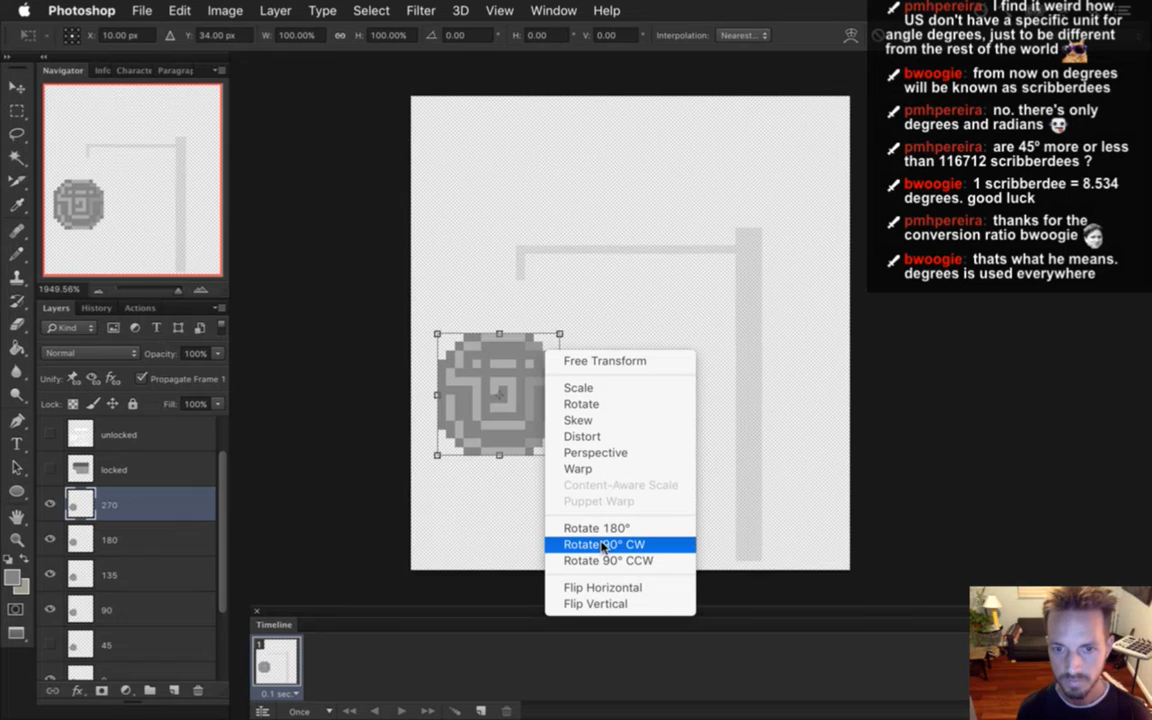 Photoshop File Edit Image Layer Type Select Filter 3D View Window Help
X: 10.00 px Y: 34.00 px W: 100.00% H: 100.00% 0.00 ° H: 0.00 ° V: 0.00 ° Interpolation: Nearest...
Navigator Info Characte Paragraj
1949.56%
Layers History Actions
Kind
Normal Opacity: 100%
Unify: Propagate Frame 1
Lock: Fill: 100%
unlocked
locked
270
180
135
90
45
Free Transform
Scale
Rotate
Skew
Distort
Perspective
Warp
Content-Aware Scale
Puppet Warp
Rotate 180°
Rotate 90° CW
Rotate 90° CCW
Flip Horizontal
Flip Vertical
Timeline
1
0.1 sec.
Once
pmhpereira: I find it weird how
US don't have a specific unit for
angle degrees, just to be different
from the rest of the world
bwoogie: from now on degrees
will be known as scribberdees
pmhpereira: no. there's only
degrees and radians
pmhpereira: are 45º more or less
than 116712 scribberdees ?
bwoogie: 1 scribberdee = 8.534
degrees. good luck
pmhpereira: thanks for the
conversion ratio bwoogie
bwoogie: thats what he means.
degrees is used everywhere